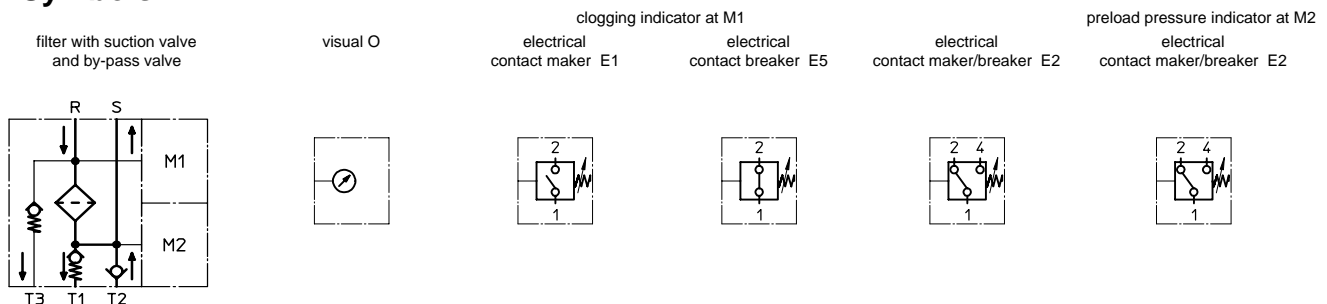 clogging indicator at M1
preload pressure indicator at M2
filter with suction valve
and by-pass valve
visual O
electrical
contact maker E1
electrical
contact breaker E5
electrical
contact maker/breaker E2
electrical
contact maker/breaker E2
R S
M1
M2
T3 T1 T2
2
1
2
1
2 4
1
2 4
1